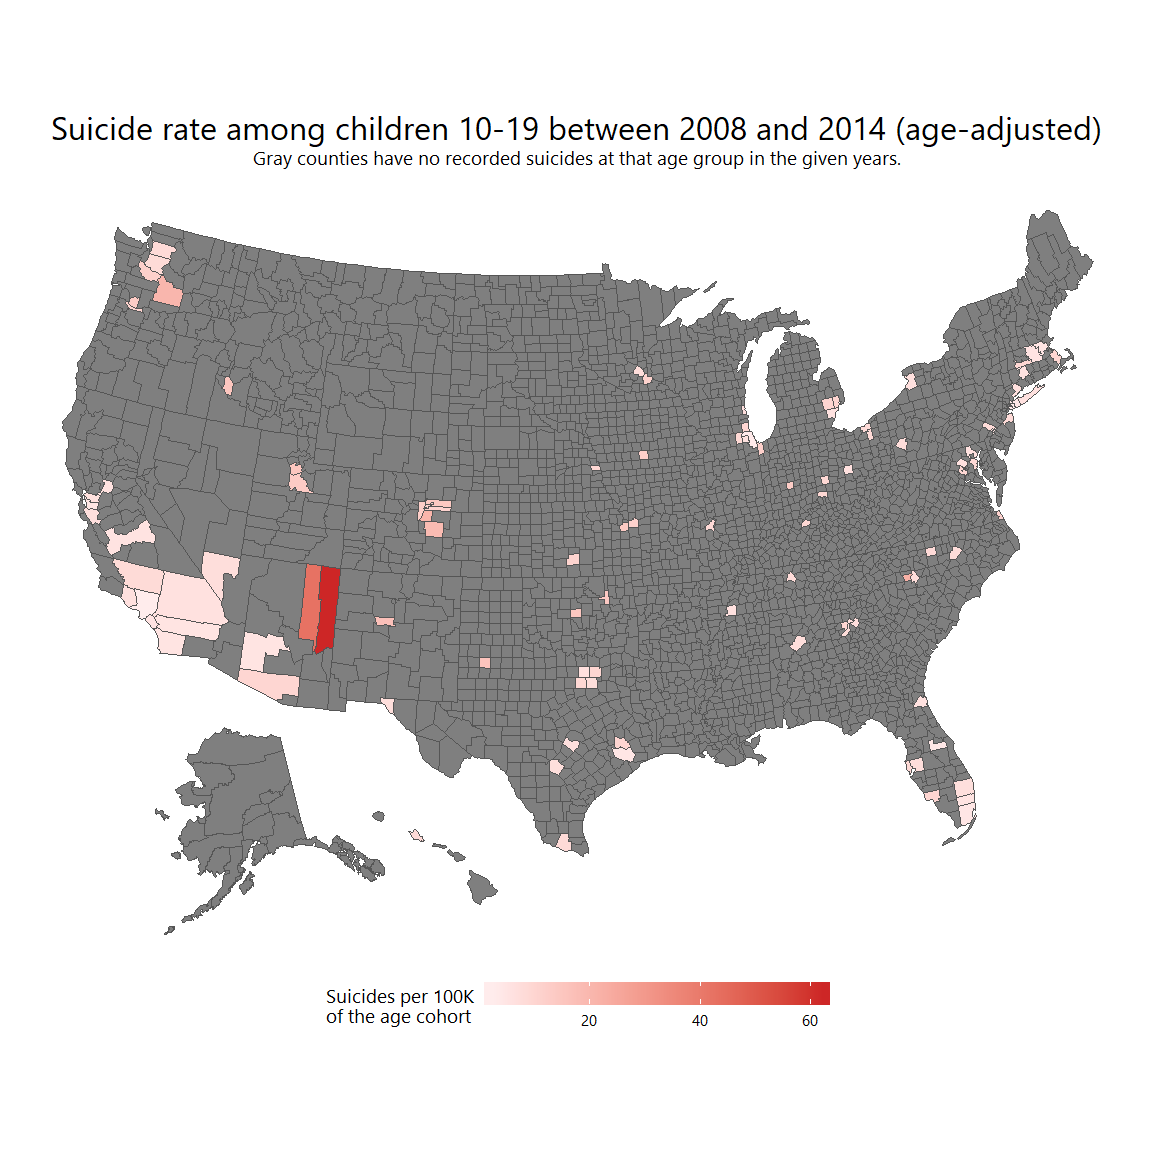 Suicide rate among children 10-19 between 2008 and 2014 (age-adjusted)
Gray counties have no recorded suicides at that age group in the given years.
Suicides per 100K
of the age cohort
20 40 60